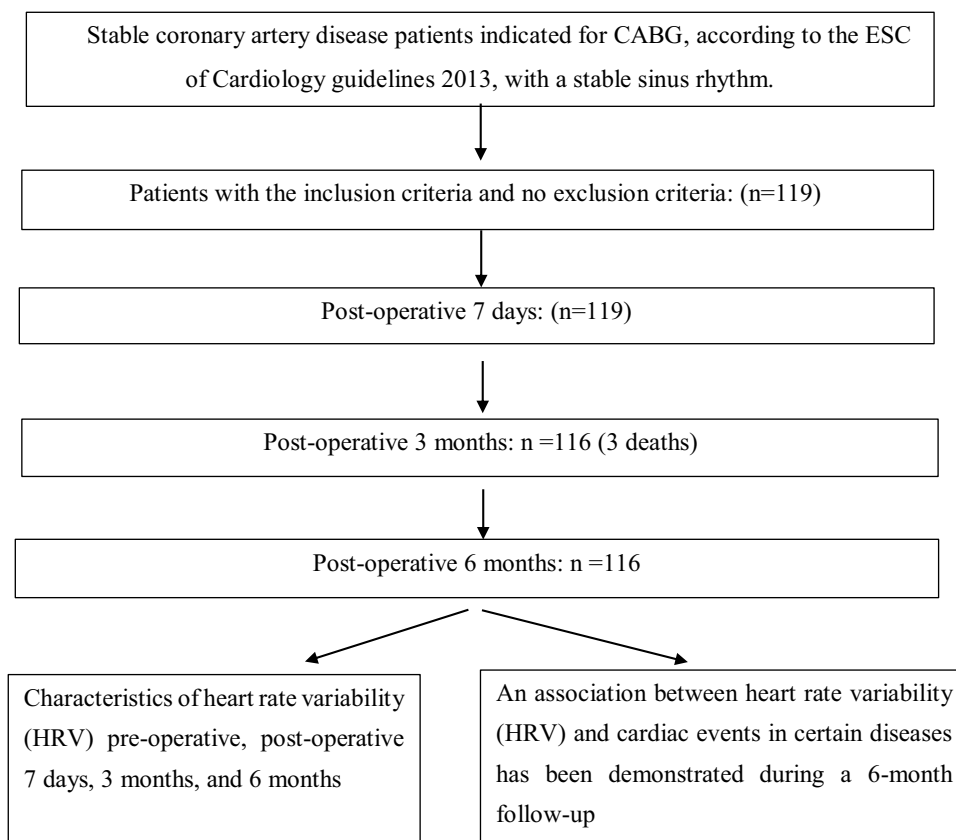 Stable coronary artery disease patients indicated for CABG, according to the ESC
of Cardiology guidelines 2013, with a stable sinus rhythm.
Patients with the inclusion criteria and no exclusion criteria: (n=119)
Post-operative 7 days: (n=119)
Post-operative 3 months: n =116 (3 deaths)
Post-operative 6 months: n =116
Characteristics of heart rate variability
(HRV) pre-operative, post-operative
7 days, 3 months, and 6 months
An association between heart rate variability
(HRV) and cardiac events in certain diseases
has been demonstrated during a 6-month
follow-up